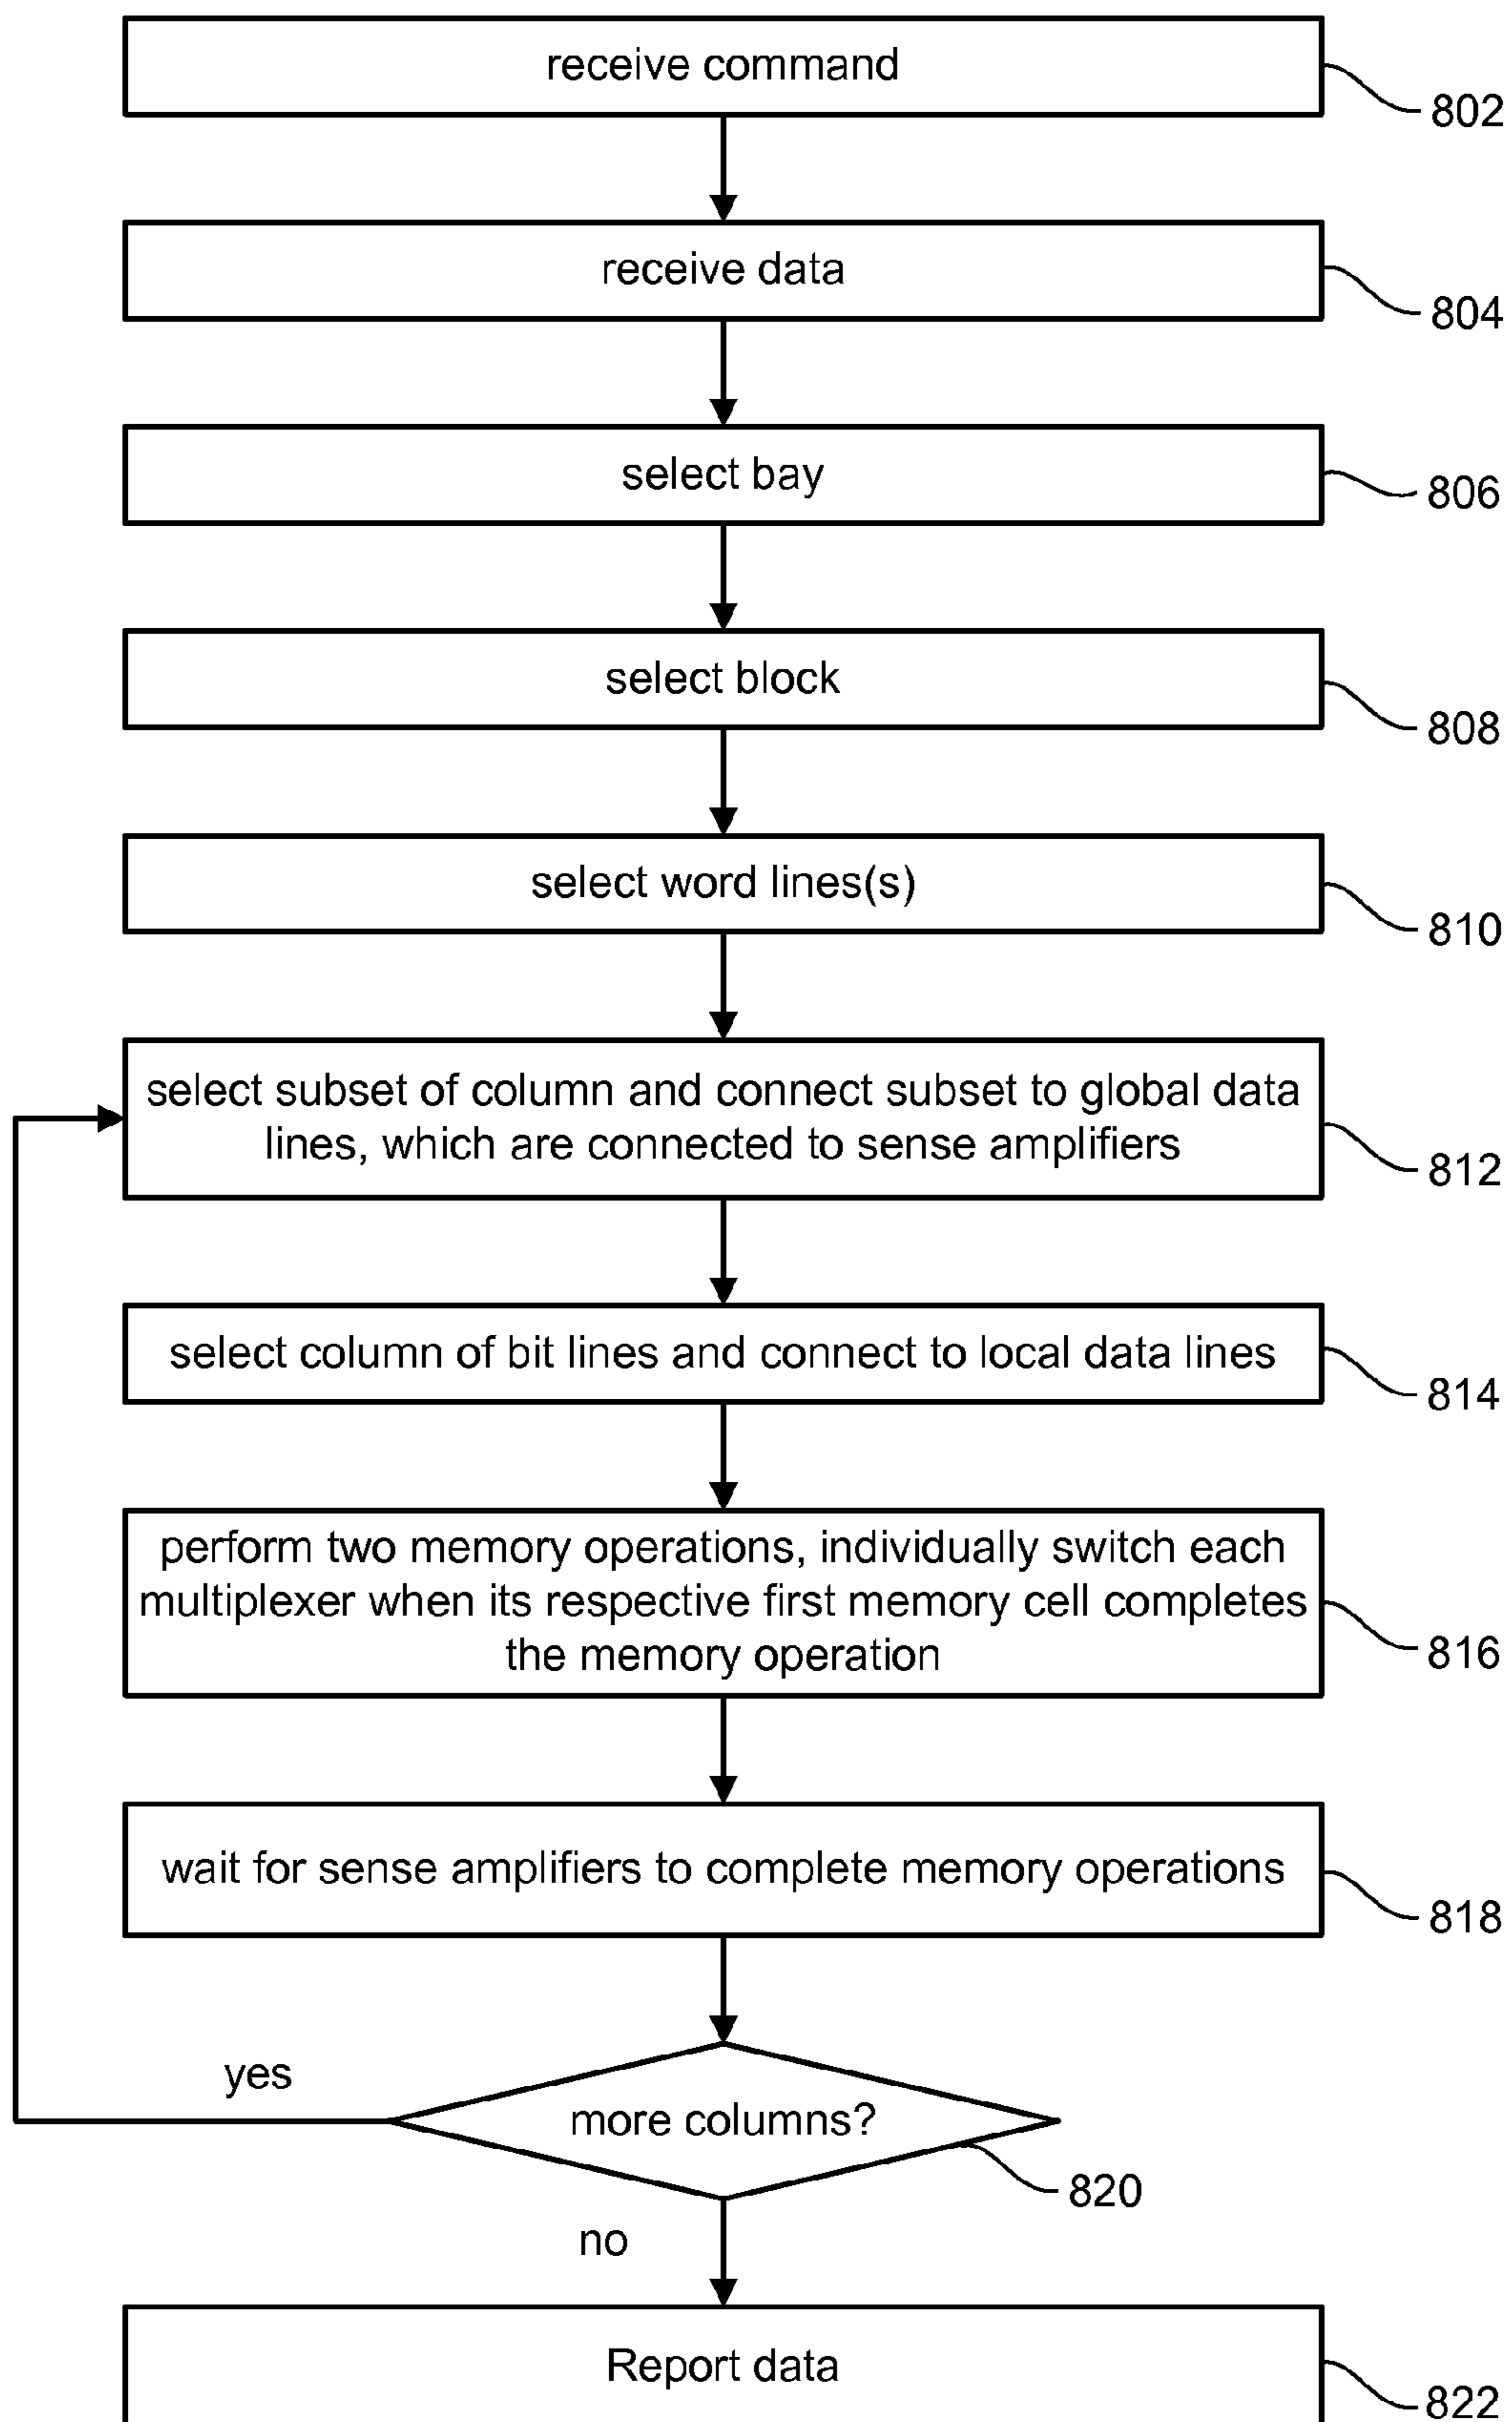 receive command
802
receive data
804
select bay
806
select block
808
select word lines(s)
810
select subset of column and connect subset to global data
lines, which are connected to sense amplifiers
812
select column of bit lines and connect to local data lines
814
perform two memory operations, individually switch each
multiplexer when its respective first memory cell completes
the memory operation
816
wait for sense amplifiers to complete memory operations
818
yes
more columns?
820
no
Report data
822